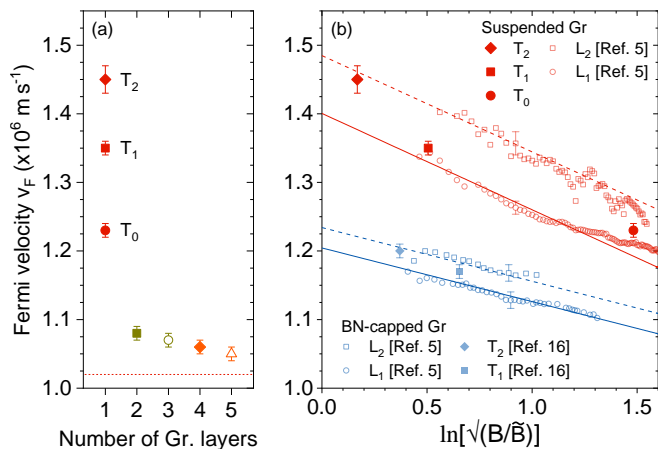 (a)
T₂
T₁
T₀
Fermi velocity v_F (x10⁶ m s⁻¹)
1.5
1.4
1.3
1.2
1.1
1.0
1 2 3 4 5
Number of Gr. layers
(b)
Suspended Gr
T₂ L₂ [Ref. 5]
T₁ L₁ [Ref. 5]
T₀
BN-capped Gr
L₂ [Ref. 5] T₂ [Ref. 16]
L₁ [Ref. 5] T₁ [Ref. 16]
1.5
1.4
1.3
1.2
1.1
1.0
0.0 0.5 1.0 1.5
ln[√(B/B̃)]